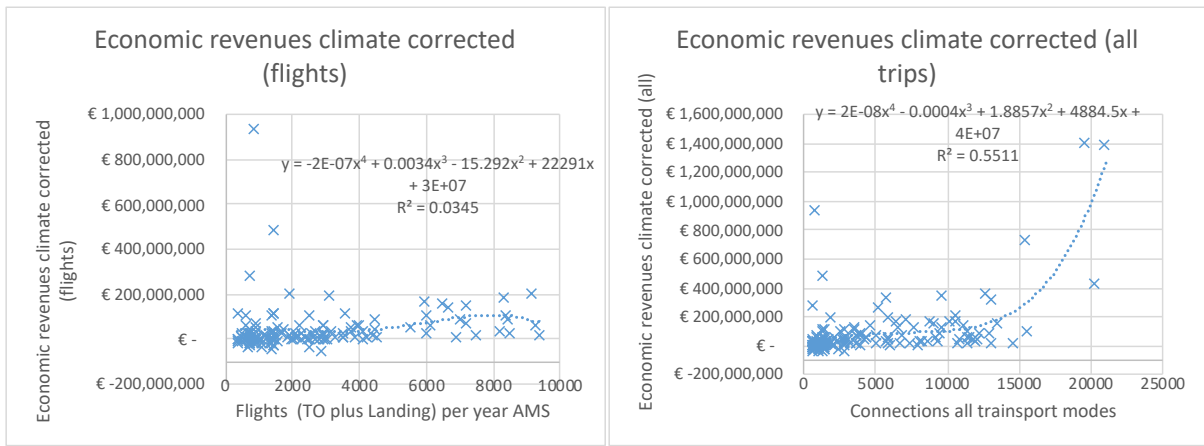 Economic revenues climate corrected
(flights)
Economic revenues climate corrected
(flights)
€ 1,000,000,000
€ 800,000,000
€ 600,000,000
€ 400,000,000
€ 200,000,000
€ -
€ -200,000,000
y = -2E-07x⁴ + 0.0034x³ - 15.292x² + 22291x
+ 3E+07
R² = 0.0345
0 2000 4000 6000 8000 10000
Flights (TO plus Landing) per year AMS
Economic revenues climate corrected (all
trips)
Economic revenues climate corrected (all)
€ 1,600,000,000
€ 1,400,000,000
€ 1,200,000,000
€ 1,000,000,000
€ 800,000,000
€ 600,000,000
€ 400,000,000
€ 200,000,000
€ -
€ -200,000,000
y = 2E-08x⁴ - 0.0004x³ + 1.8857x² + 4884.5x +
4E+07
R² = 0.5511
0 5000 10000 15000 20000 25000
Connections all trainsport modes